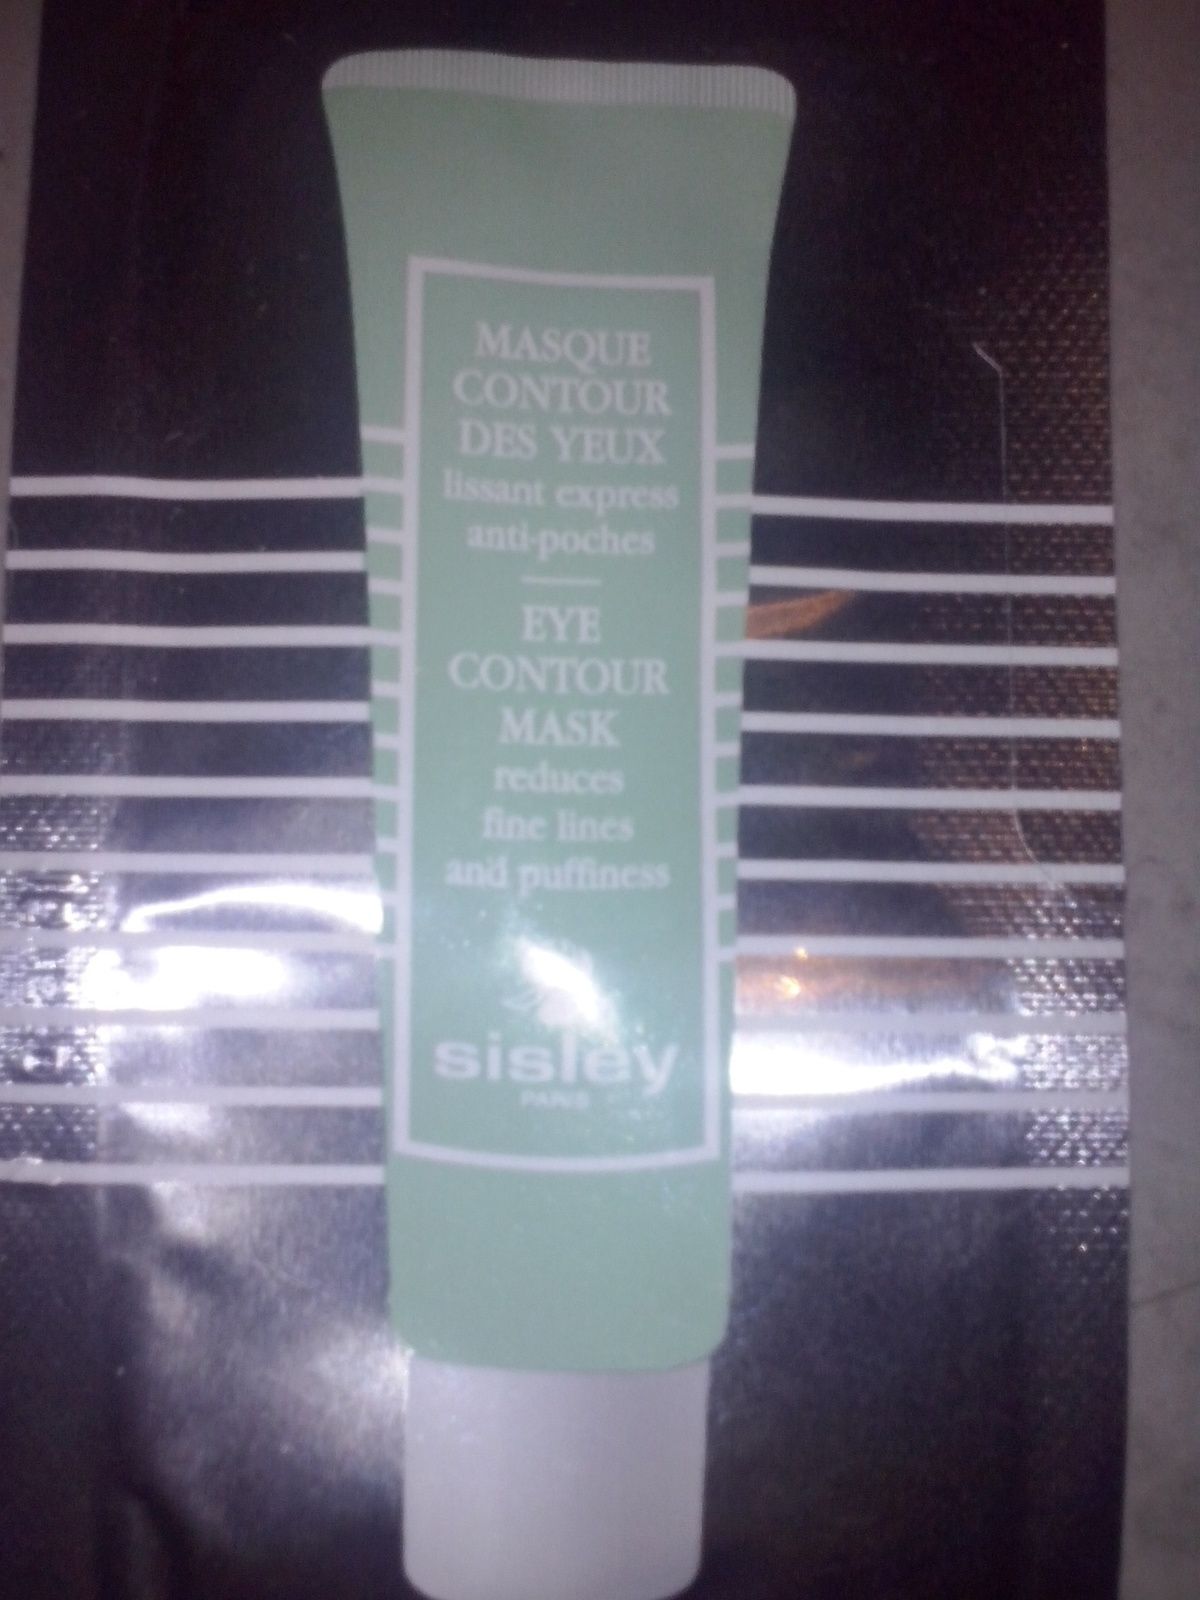 MASQUE
CONTOUR
DES YEUX
lissant express
anti-poches
EYE
CONTOUR
MASK
reduces
fine lines
and puffiness
sisley
PARIS